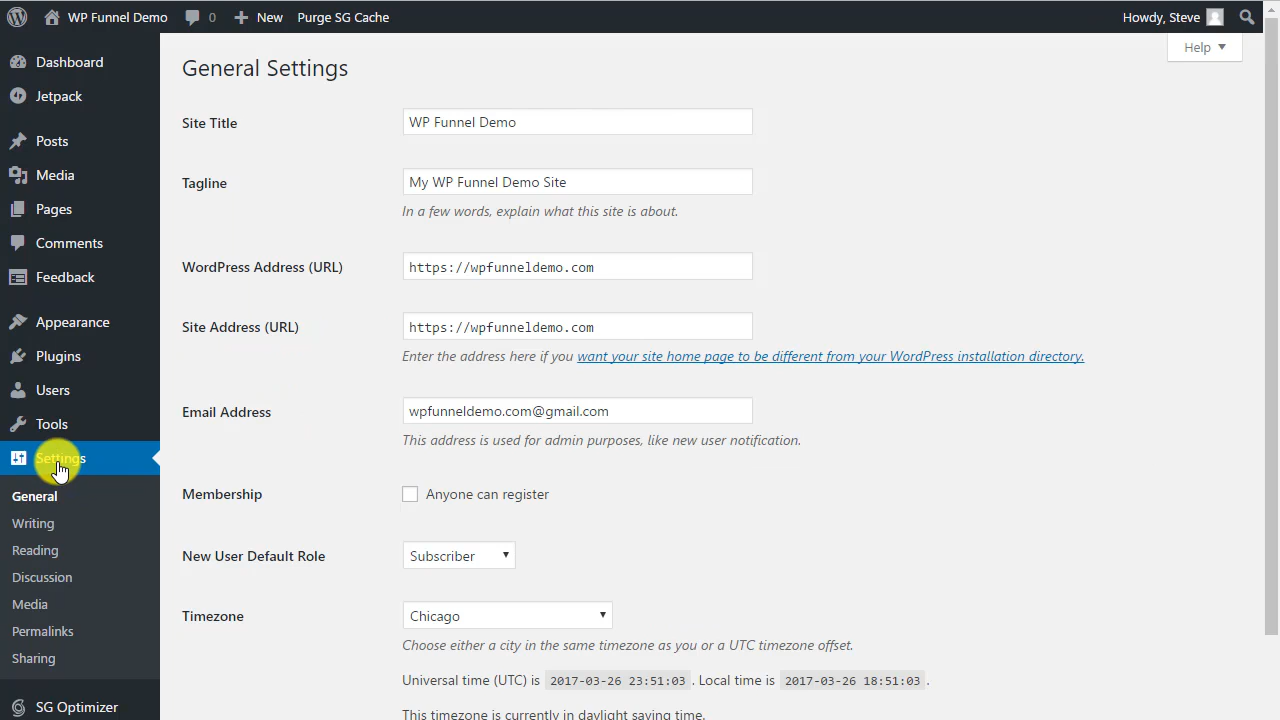 WP Funnel Demo 0 New Purge SG Cache Howdy, Steve
Help
Dashboard
Jetpack
Posts
Media
Pages
Comments
Feedback
Appearance
Plugins
Users
Tools
Settings
General
Writing
Reading
Discussion
Media
Permalinks
Sharing
SG Optimizer
General Settings
Site Title WP Funnel Demo
Tagline My WP Funnel Demo Site
In a few words, explain what this site is about.
WordPress Address (URL) https://wpfunneldemo.com
Site Address (URL) https://wpfunneldemo.com
Enter the address here if you want your site home page to be different from your WordPress installation directory.
Email Address wpfunneldemo.com@gmail.com
This address is used for admin purposes, like new user notification.
Membership Anyone can register
New User Default Role Subscriber
Timezone Chicago
Choose either a city in the same timezone as you or a UTC timezone offset.
Universal time (UTC) is 2017-03-26 23:51:03. Local time is 2017-03-26 18:51:03.
This timezone is currently in daylight saving time.